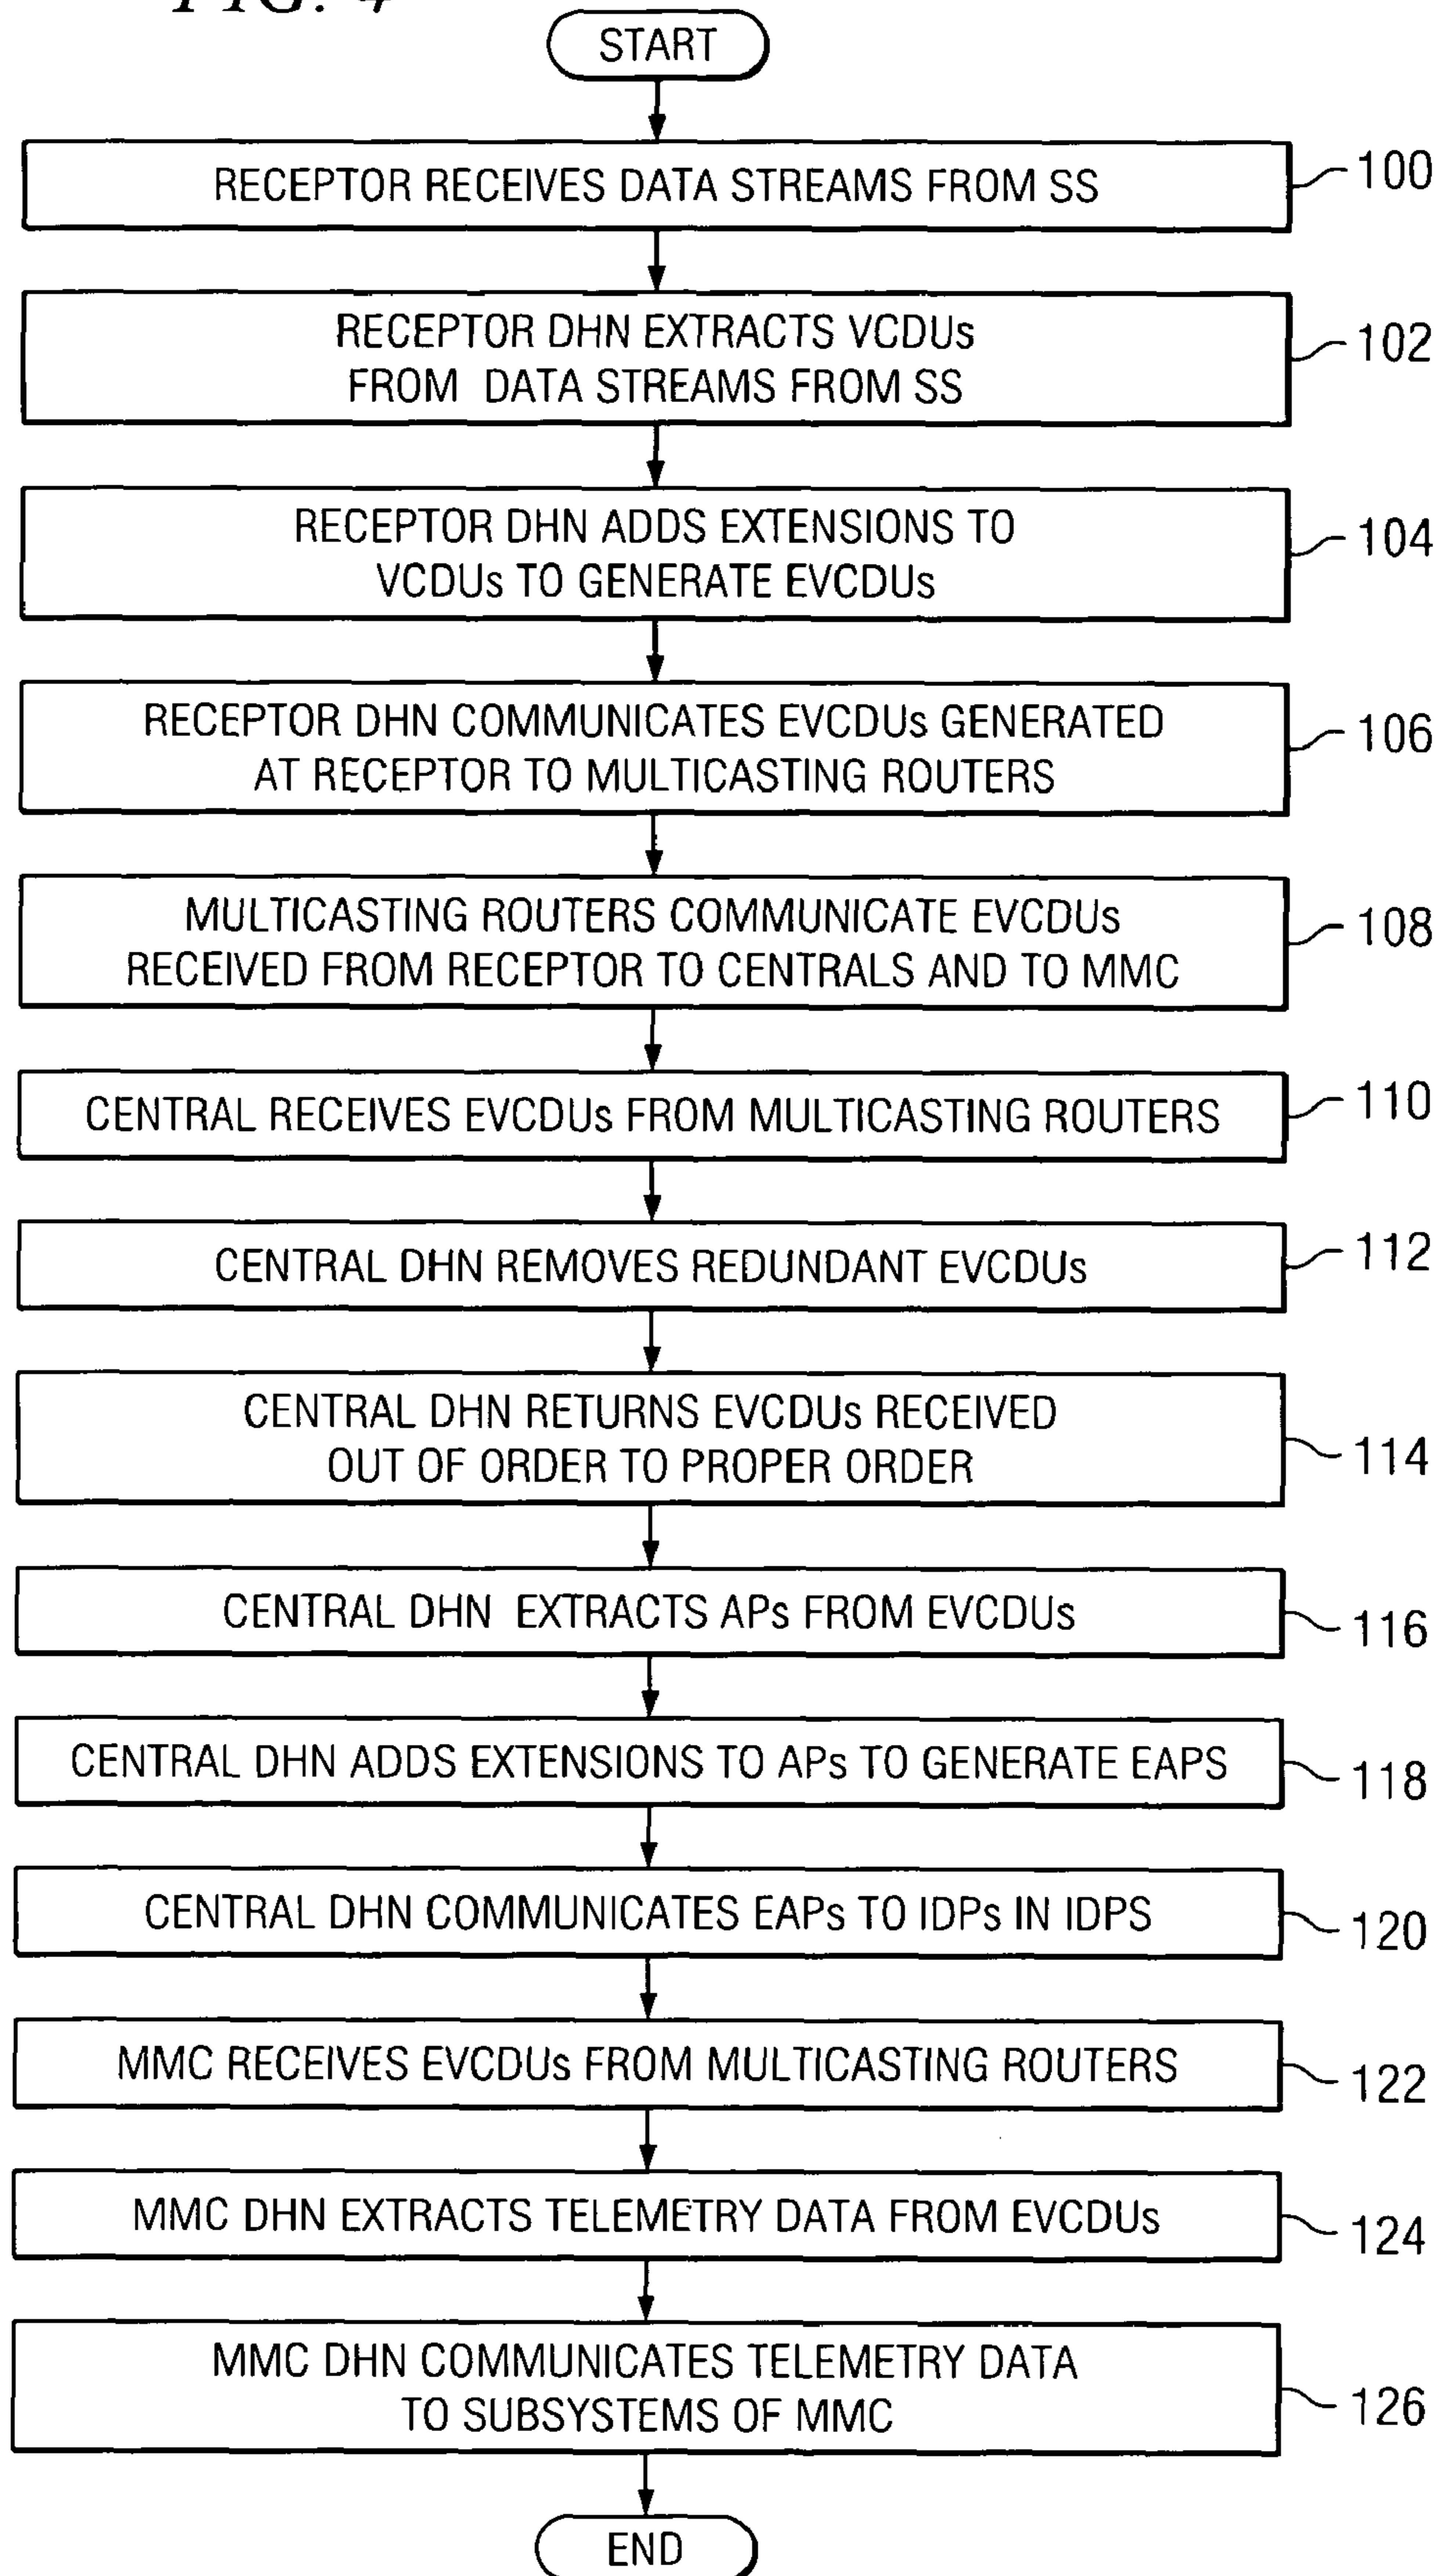 FIG. 4
START
RECEPTOR RECEIVES DATA STREAMS FROM SS
100
RECEPTOR DHN EXTRACTS VCDUs
FROM DATA STREAMS FROM SS
102
RECEPTOR DHN ADDS EXTENSIONS TO
VCDUs TO GENERATE EVCDUs
104
RECEPTOR DHN COMMUNICATES EVCDUs GENERATED
AT RECEPTOR TO MULTICASTING ROUTERS
106
MULTICASTING ROUTERS COMMUNICATE EVCDUs
RECEIVED FROM RECEPTOR TO CENTRALS AND TO MMC
108
CENTRAL RECEIVES EVCDUs FROM MULTICASTING ROUTERS
110
CENTRAL DHN REMOVES REDUNDANT EVCDUs
112
CENTRAL DHN RETURNS EVCDUs RECEIVED
OUT OF ORDER TO PROPER ORDER
114
CENTRAL DHN EXTRACTS APs FROM EVCDUs
116
CENTRAL DHN ADDS EXTENSIONS TO APs TO GENERATE EAPS
118
CENTRAL DHN COMMUNICATES EAPs TO IDPs IN IDPS
120
MMC RECEIVES EVCDUs FROM MULTICASTING ROUTERS
122
MMC DHN EXTRACTS TELEMETRY DATA FROM EVCDUs
124
MMC DHN COMMUNICATES TELEMETRY DATA
TO SUBSYSTEMS OF MMC
126
END